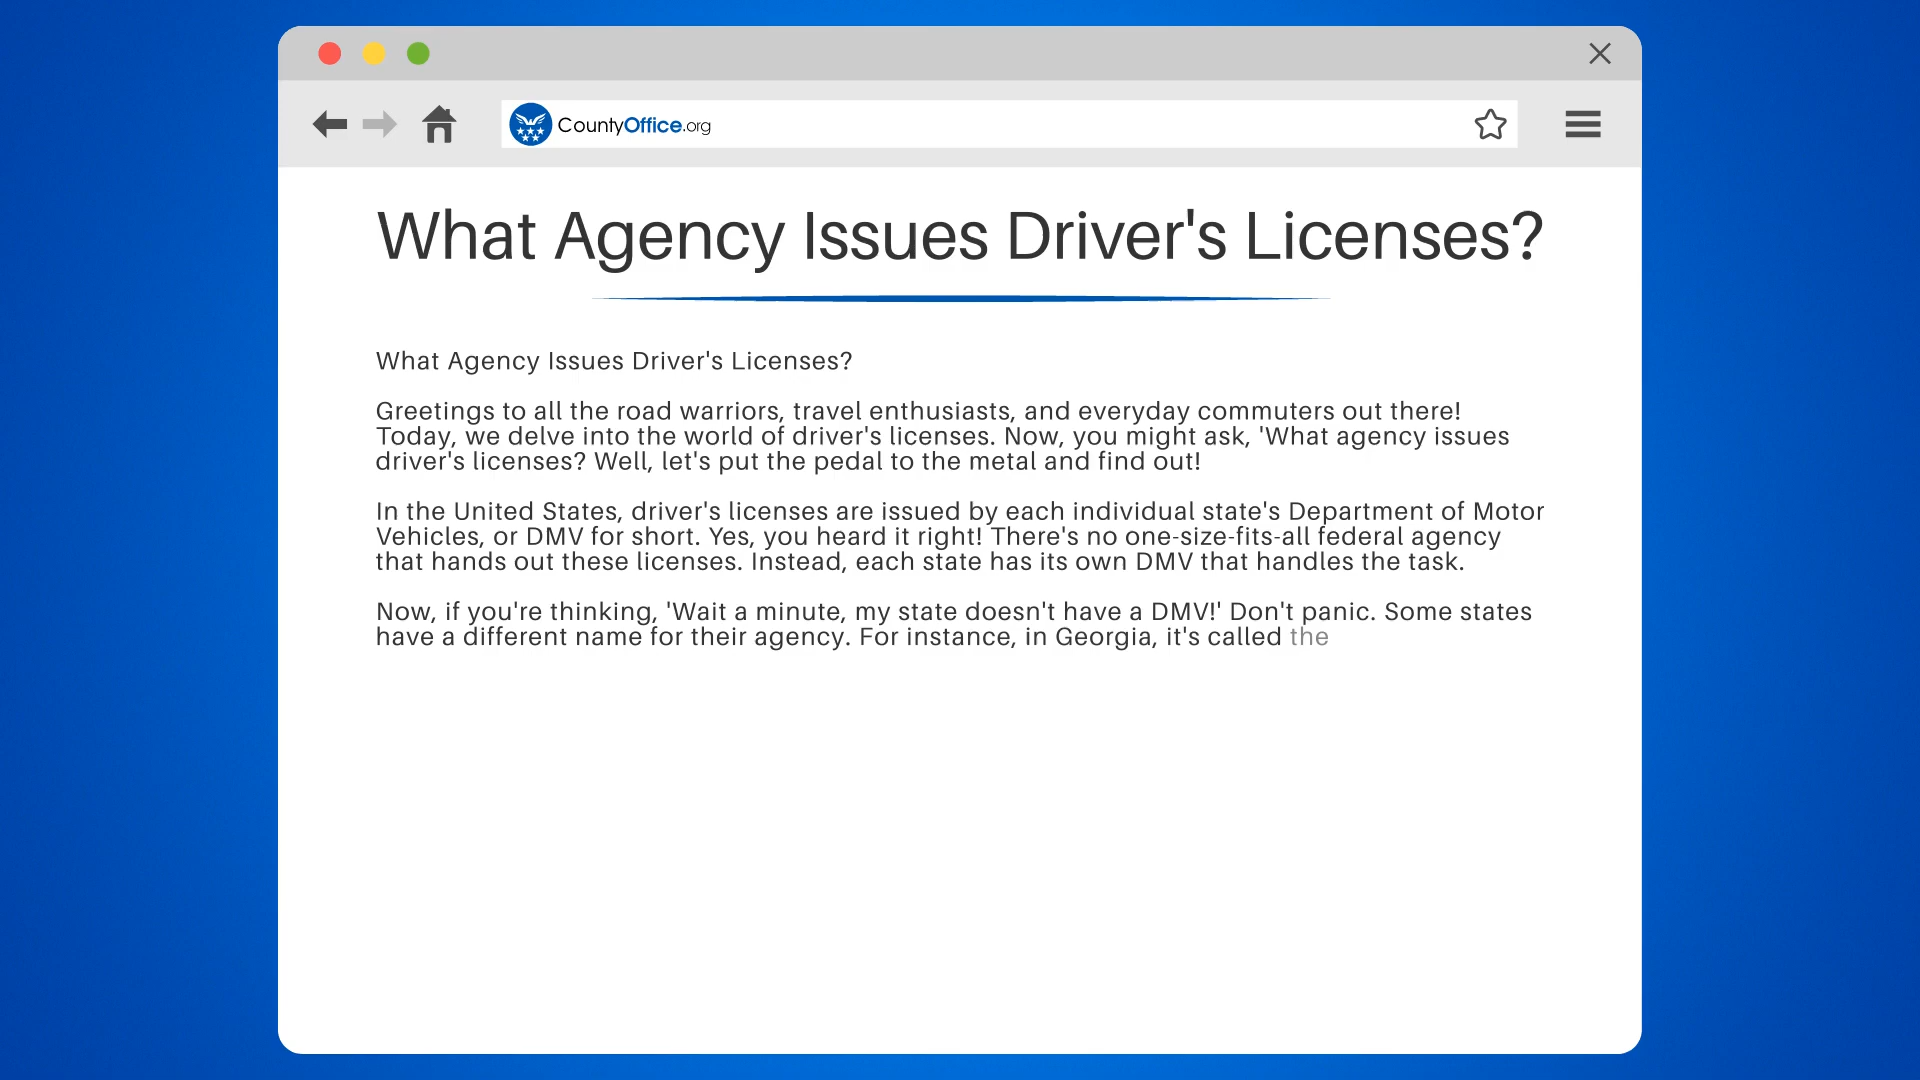 CountyOffice.org
What Agency Issues Driver's Licenses?
What Agency Issues Driver's Licenses?
Greetings to all the road warriors, travel enthusiasts, and everyday commuters out there!
Today, we delve into the world of driver's licenses. Now, you might ask, 'What agency issues
driver's licenses? Well, let's put the pedal to the metal and find out!
In the United States, driver's licenses are issued by each individual state's Department of Motor
Vehicles, or DMV for short. Yes, you heard it right! There's no one-size-fits-all federal agency
that hands out these licenses. Instead, each state has its own DMV that handles the task.
Now, if you're thinking, 'Wait a minute, my state doesn't have a DMV!' Don't panic. Some states
have a different name for their agency. For instance, in Georgia, it's called the